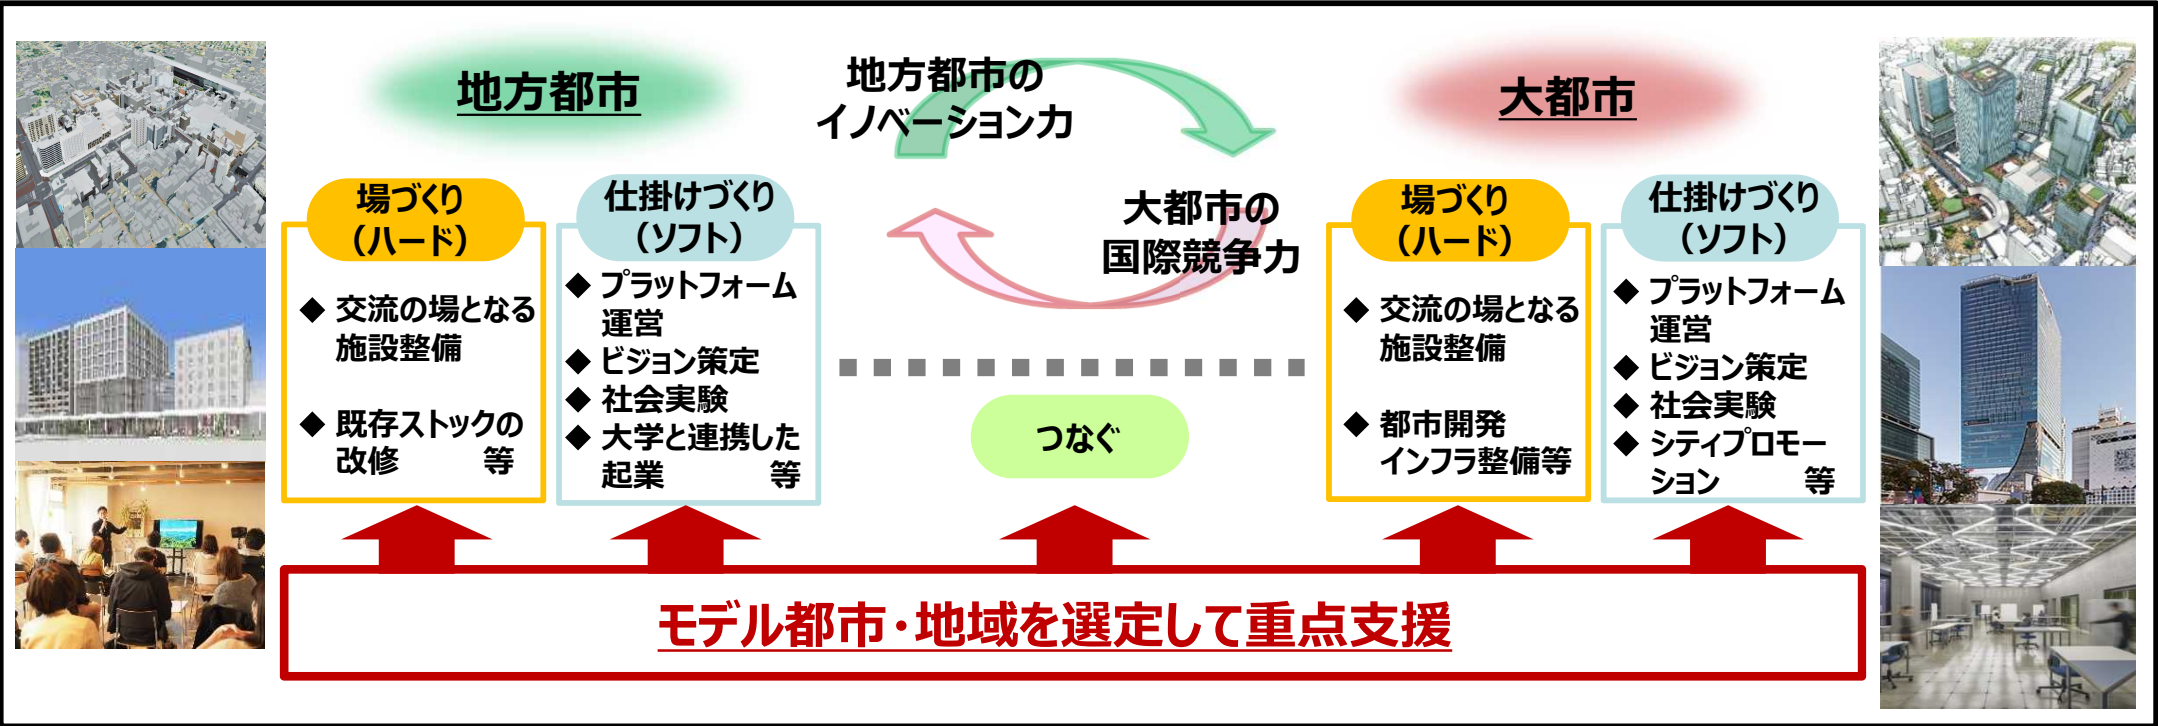 地方都市
場づくり
（ハード）
◆ 交流の場となる
施設整備
◆ 既存ストックの
改修　　等
仕掛けづくり
（ソフト）
◆ プラットフォーム
運営
◆ ビジョン策定
◆ 社会実験
◆ 大学と連携した
起業　　　等
地方都市の
イノベーション力
大都市の
国際競争力
つなぐ
大都市
場づくり
（ハード）
◆ 交流の場となる
施設整備
◆ 都市開発
インフラ整備等
仕掛けづくり
（ソフト）
◆ プラットフォーム
運営
◆ ビジョン策定
◆ 社会実験
◆ シティプロモー
ション　　等
モデル都市・地域を選定して重点支援